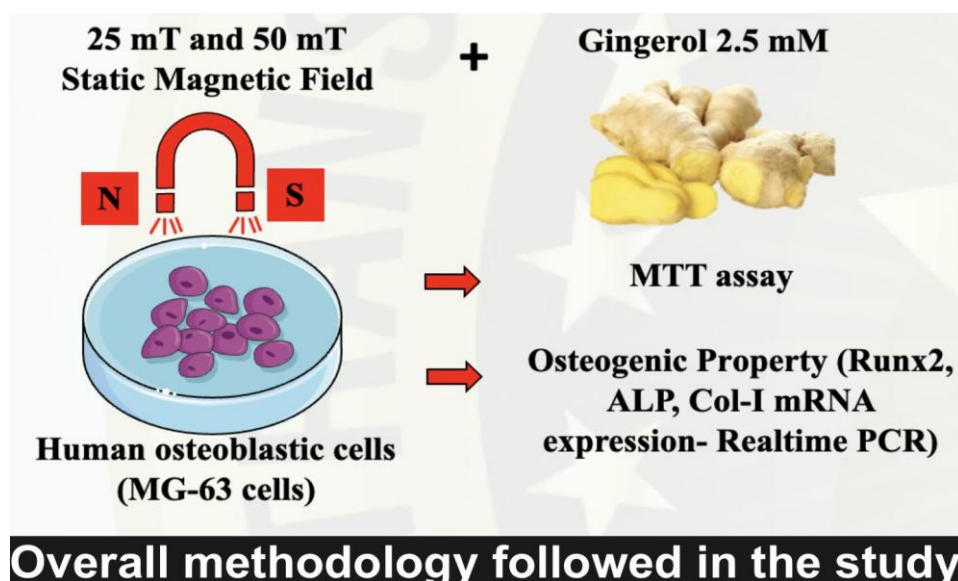 25 mT and 50 mT
Static Magnetic Field
+
Gingerol 2.5 mM
N
S
MTT assay
Osteogenic Property (Runx2,
ALP, Col-I mRNA
expression- Realtime PCR)
Human osteoblastic cells
(MG-63 cells)
Overall methodology followed in the study